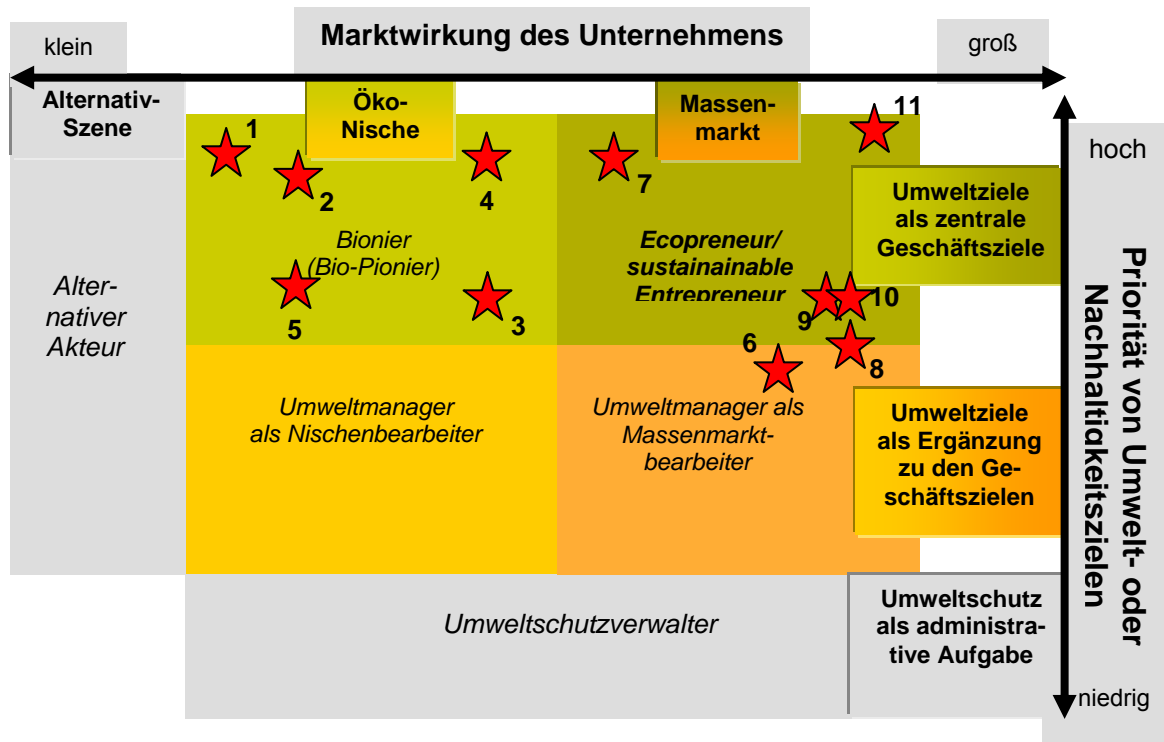 Marktwirkung des Unternehmens
klein
groß
Alternativ-
Szene
Öko-
Nische
Massen-
markt
11
1
2
4
7
hoch
Umweltziele
als zentrale
Geschäftsziele
Bionier
(Bio-Pionier)
Ecopreneur/
sustainainable
Entrepreneur
Alter-
nativer
Akteur
5
3
9
10
6
8
Umweltmanager
als Nischenbearbeiter
Umweltmanager als
Massenmarkt-
bearbeiter
Umweltziele
als Ergänzung
zu den Ge-
schäftszielen
Priorität von Umwelt- oder
Nachhaltigkeitszielen
Umweltschutzverwalter
Umweltschutz
als administra-
tive Aufgabe
niedrig